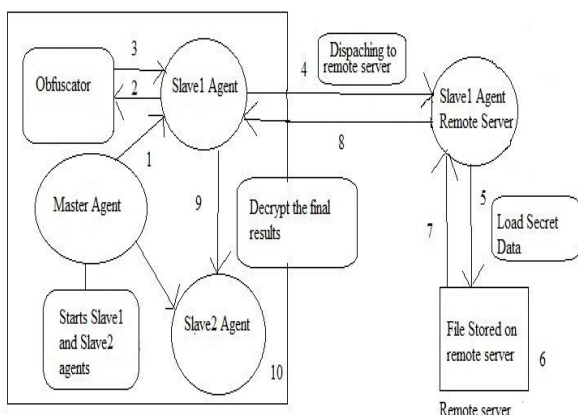 3
Obfuscator
2
Slave1 Agent
4
Dispaching to
remote server
Slave1 Agent
Remote Server
8
1
Master Agent
9
Decrypt the final
results
7
5
Load Secret
Data
Starts Slave1
and Slave2
agents
Slave2 Agent
10
File Stored on
remote server
6
Remote server